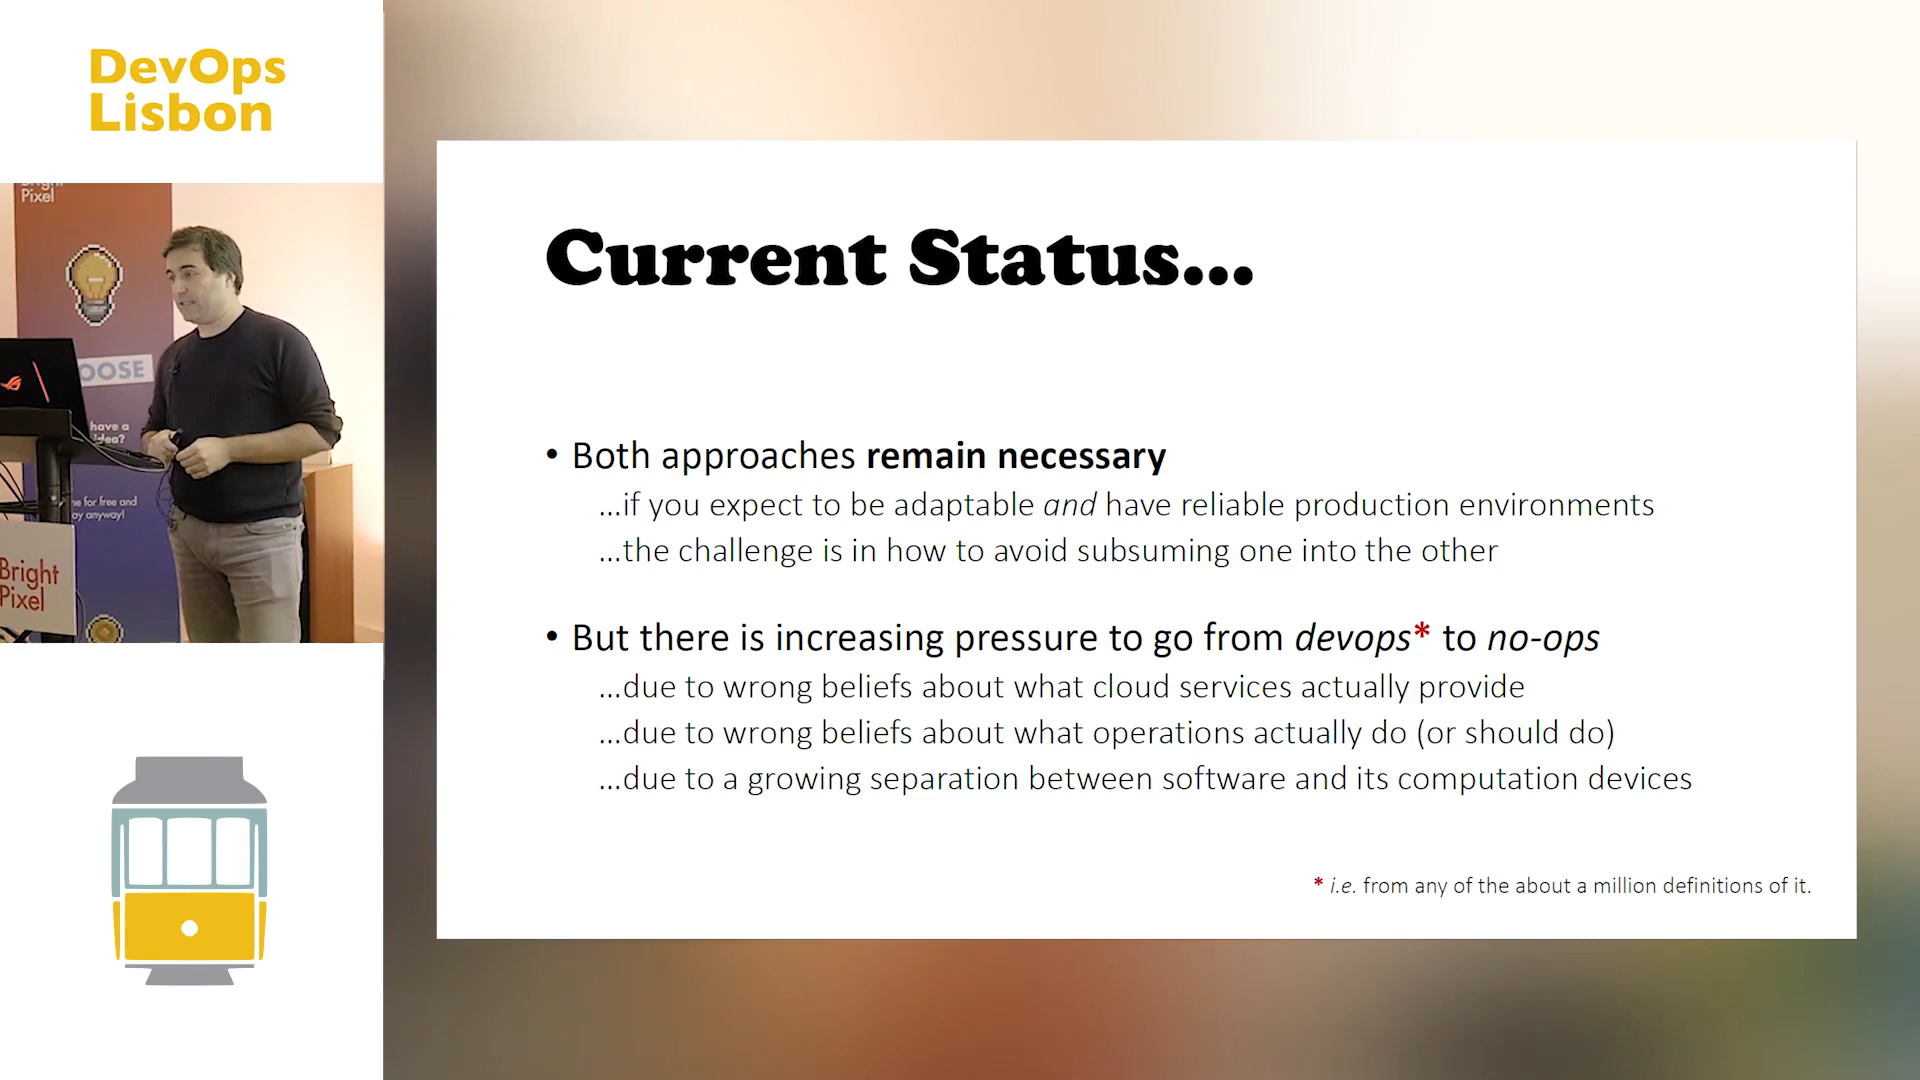 DevOps
Lisbon
Pixel
OOSE
have a
idea?
e for free and
ay anyway!
Bright
Pixel
Current Status...
• Both approaches remain necessary
...if you expect to be adaptable and have reliable production environments
...the challenge is in how to avoid subsuming one into the other
• But there is increasing pressure to go from devops* to no-ops
...due to wrong beliefs about what cloud services actually provide
...due to wrong beliefs about what operations actually do (or should do)
...due to a growing separation between software and its computation devices
* i.e. from any of the about a million definitions of it.